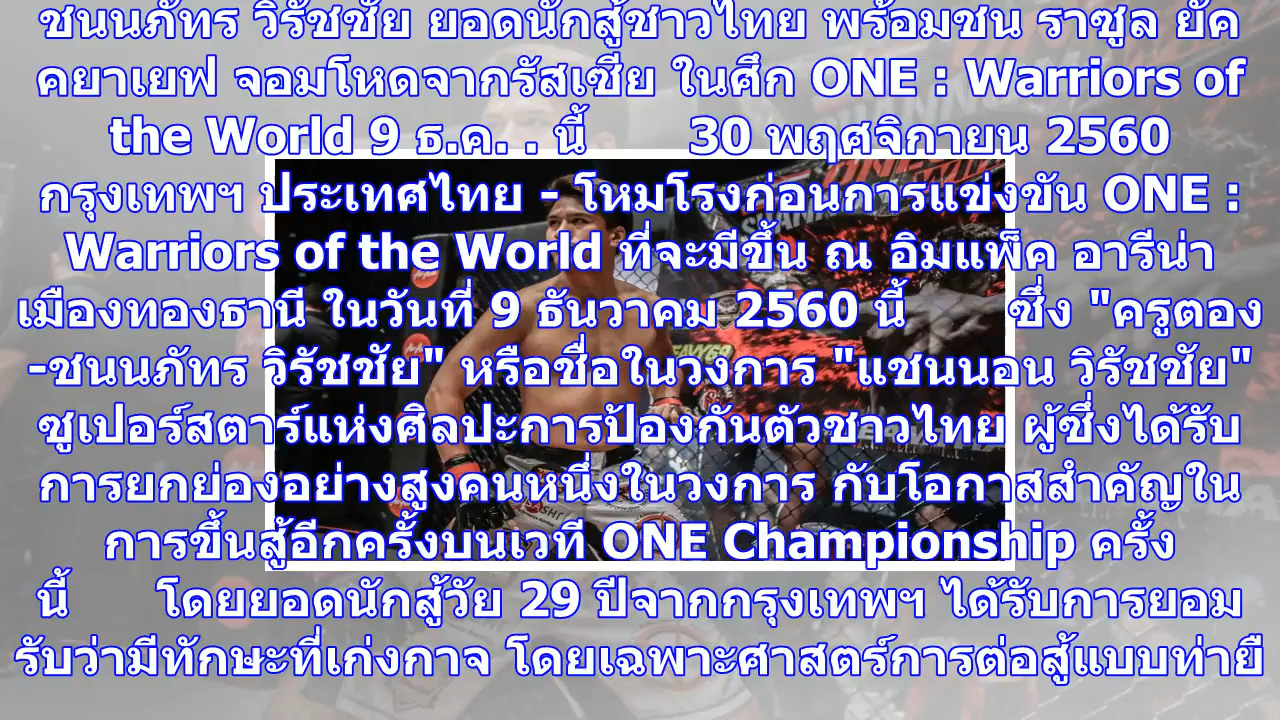 ชนนภัทร วิรัชชัย ยอดนักสู้ชาวไทย พร้อมชน ราซูล ยัค
คยาเยฟ จอมโหดจากรัสเซีย ในศึก ONE : Warriors of
the World 9 ธ.ค. . นี้ 30 พฤศจิกายน 2560
กรุงเทพฯ ประเทศไทย - โหมโรงก่อนการแข่งขัน ONE :
Warriors of the World ที่จะมีขึ้น ณ อิมแพ็ค อารีน่า
เมืองทองธานี ในวันที่ 9 ธันวาคม 2560 นี้ ซึ่ง "ครูตอง
-ชนนภัทร วิรัชชัย" หรือชื่อในวงการ "แชนนอน วิรัชชัย"
ซูเปอร์สตาร์แห่งศิลปะการป้องกันตัวชาวไทย ผู้ซึ่งได้รับ
การยกย่องอย่างสูงคนหนึ่งในวงการ กับโอกาสสำคัญใน
การขึ้นสู้อีกครั้งบนเวที ONE Championship ครั้ง
นี้ โดยยอดนักสู้วัย 29 ปีจากกรุงเทพฯ ได้รับการยอม
รับว่ามีทักษะที่เก่งกาจ โดยเฉพาะศาสตร์การต่อสู้แบบท่ายื